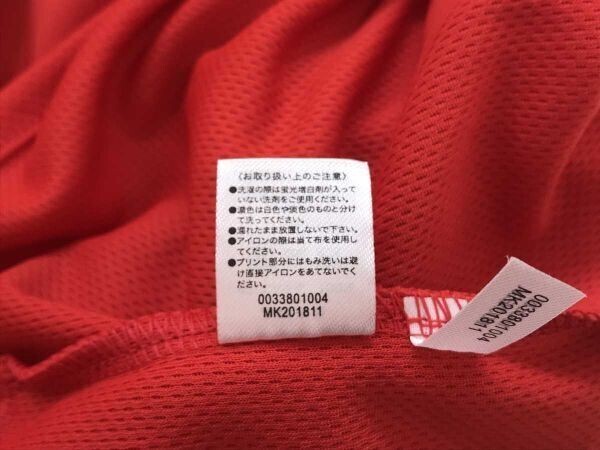 〈お取り扱い上のご注意〉
●洗濯の際は蛍光増白剤が入って
いない洗剤をご使用ください。
●濃色は白色や淡色のものと分け
て洗ってください。
●濡れたまま放置しないで下さい。
●アイロンの際は当て布を使用し
てください。
●プリント部分にはもみ洗いは避
け直接アイロンをあてないでくだ
さい。
0033801004
MK201811
0033801004
MK201811